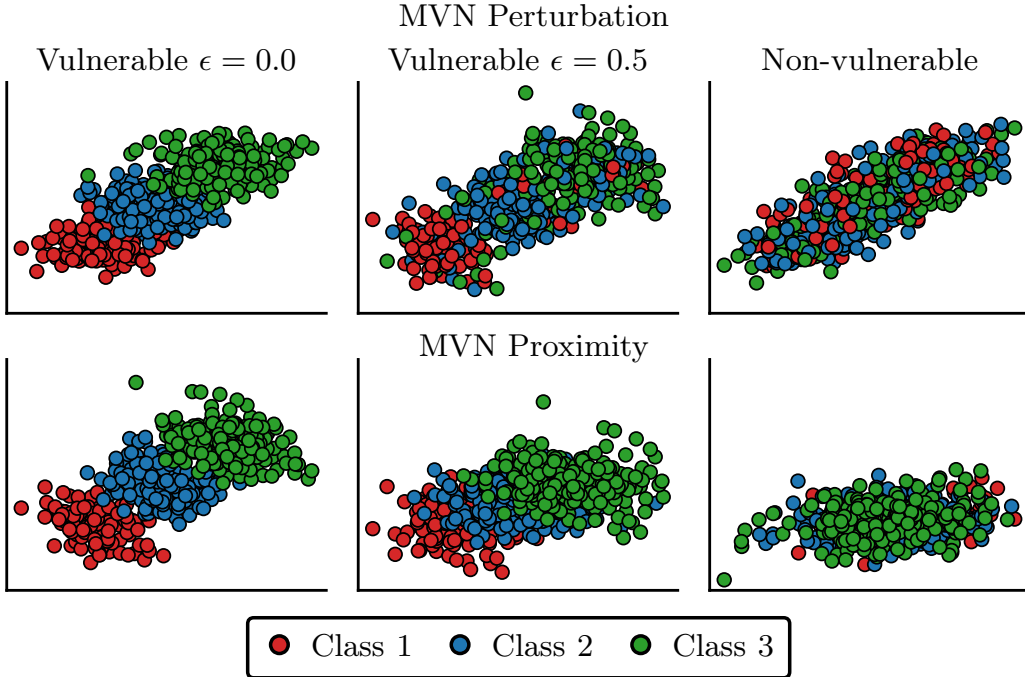 MVN Perturbation
Vulnerable ϵ = 0.0
Vulnerable ϵ = 0.5
Non-vulnerable
MVN Proximity
Class 1
Class 2
Class 3